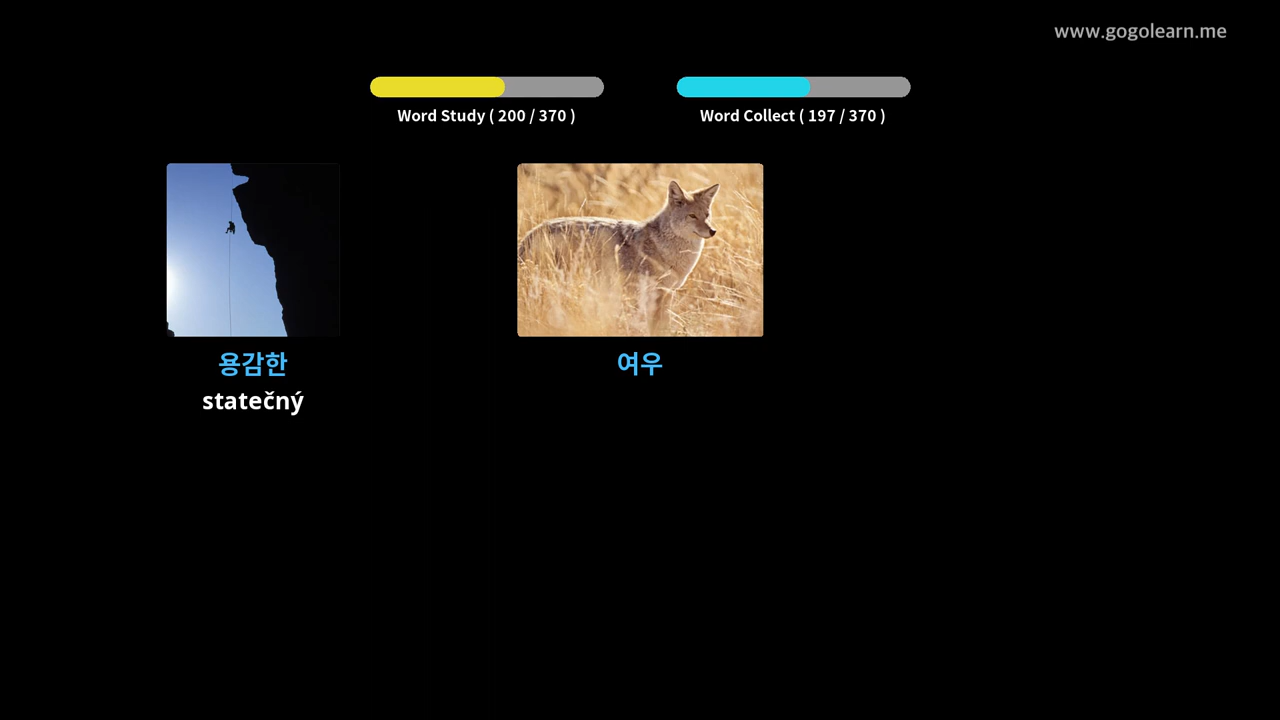 www.gogolearn.me
Word Study ( 200 / 370 )
Word Collect ( 197 / 370 )
용감한
statečný
여우